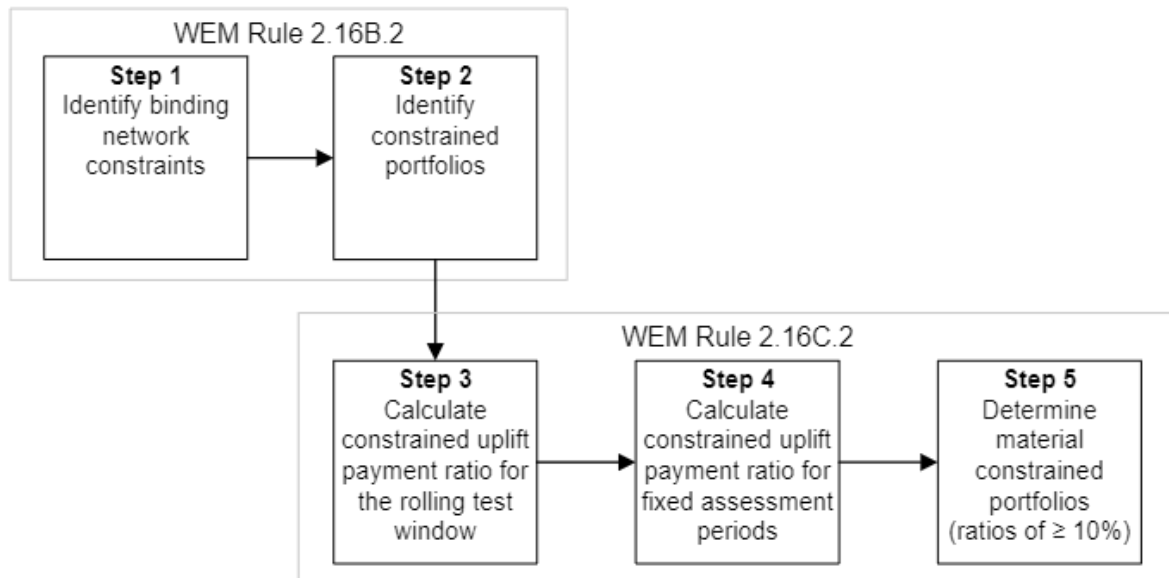 WEM Rule 2.16B.2
Step 1
Identify binding
network
constraints
Step 2
Identify
constrained
portfolios
WEM Rule 2.16C.2
Step 3
Calculate
constrained uplift
payment ratio for
the rolling test
window
Step 4
Calculate
constrained uplift
payment ratio for
fixed assessment
periods
Step 5
Determine
material
constrained
portfolios
(ratios of ≥ 10%)